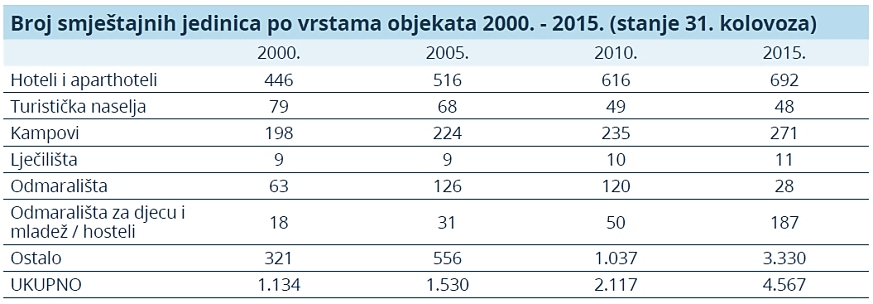 Broj smještajnih jedinica po vrstama objekata 2000. - 2015. (stanje 31. kolovoza)
2000. 2005. 2010. 2015.
Hoteli i aparthoteli 446 516 616 692
Turistička naselja 79 68 49 48
Kampovi 198 224 235 271
Lječilišta 9 9 10 11
Odmarališta 63 126 120 28
Odmarališta za djecu i
mladež / hosteli 18 31 50 187
Ostalo 321 556 1.037 3.330
UKUPNO 1.134 1.530 2.117 4.567